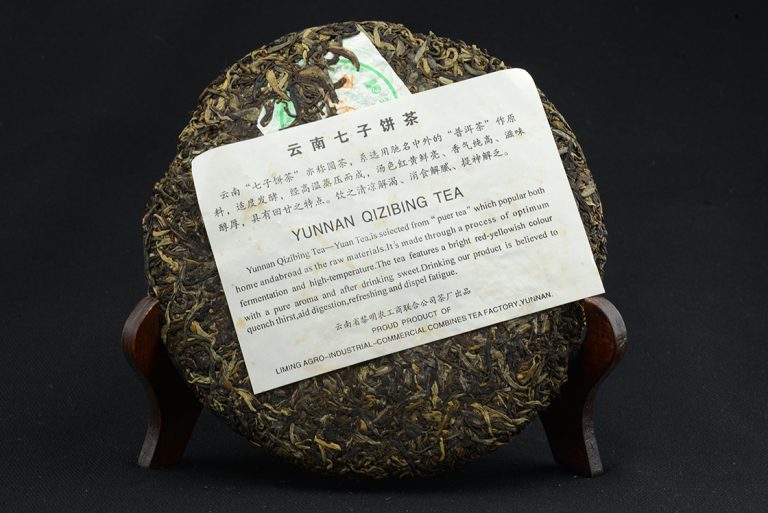 云南七子饼茶
云南“七子饼茶”亦称圆茶，系选用驰名中外的“普洱茶”作原
料，适度发酵，经高温蒸压而成，汤色红黄鲜亮、香气纯高、滋味
醇厚，具有回甘之特点。饮之清凉解渴、消食解腻、提神解乏。
YUNNAN QIZIBING TEA
Yunnan Qizibing Tea—Yuan Tea,is selected from“puer tea”which popular both
home andabroad as the raw materials.It's made through a process of optimum
fermentation and high-temperature.The tea features a bright red-yellowish colour
with a pure aroma and after drinking sweet.Drinking our product is believed to
quench thirst,aid digestion,refreshing and dispel fatigue.
云南省黎明农工商联合公司茶厂出品
PROUD PRODUCT OF
LIMING AGRO-INDUSTRIAL-COMMERCIAL COMBINES TEA FACTORY,YUNNAN.